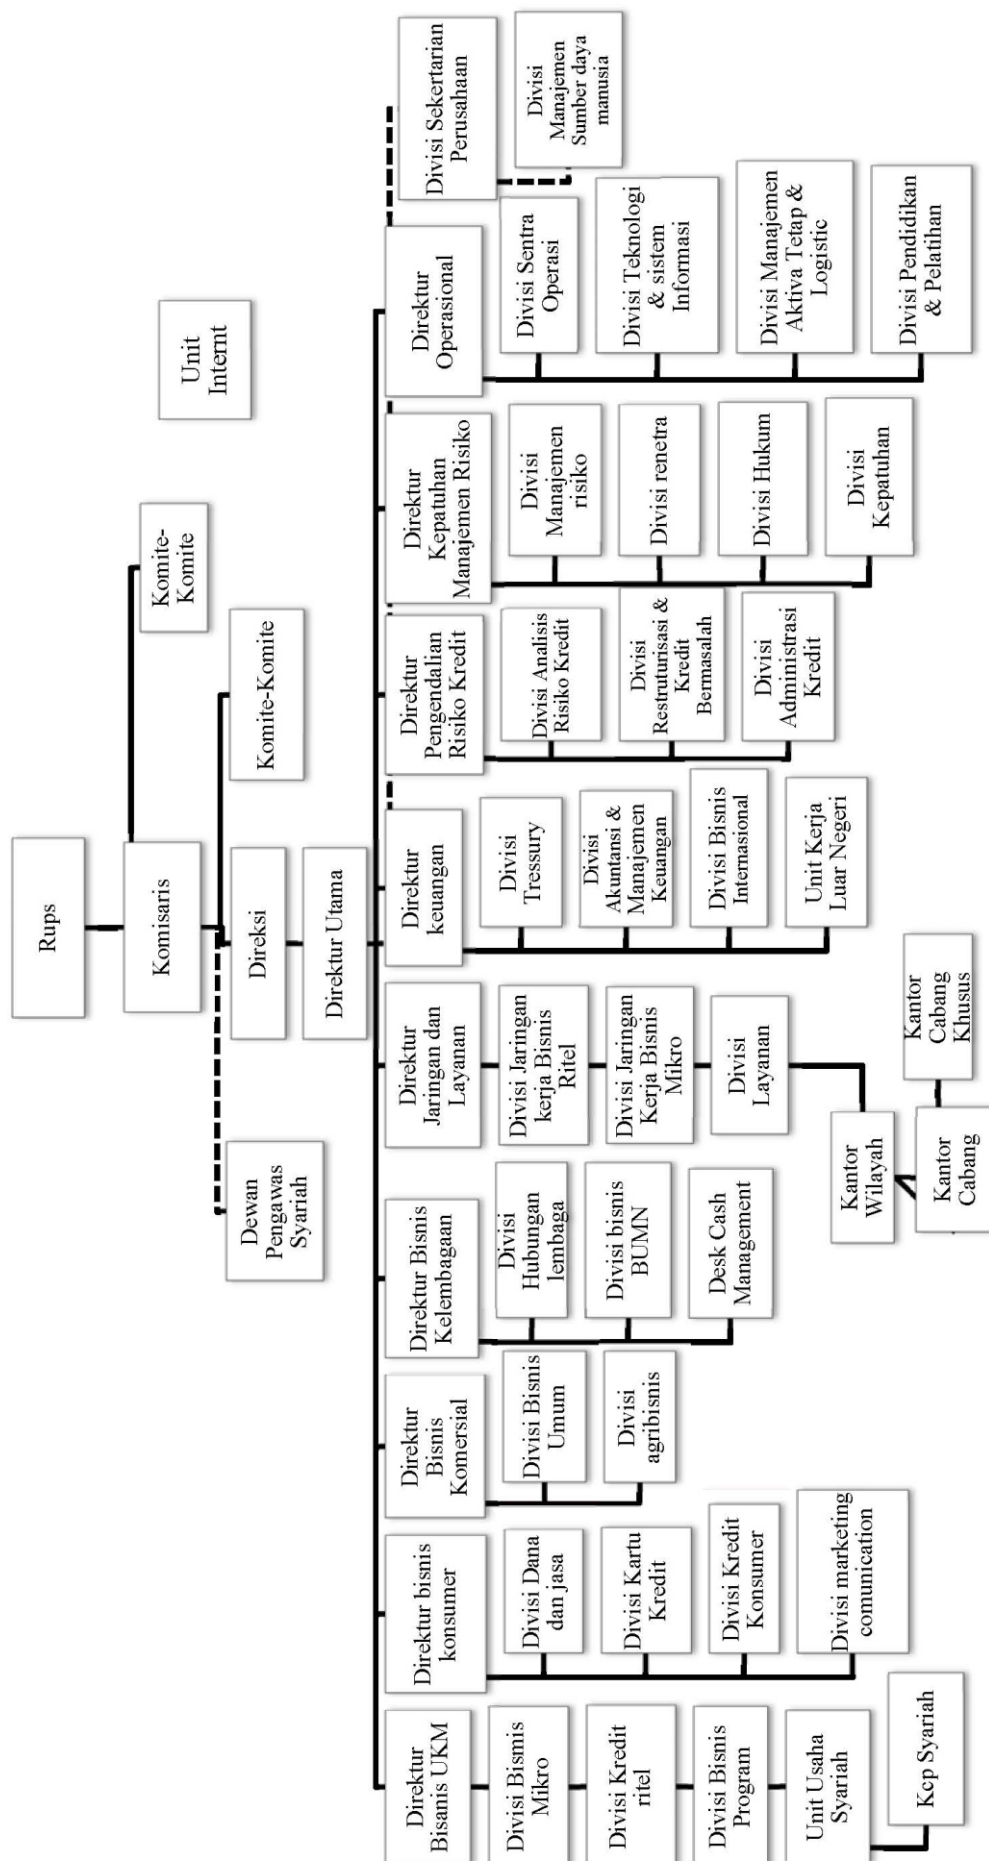 Rups
Komisaris
Komite-
Komite
Unit
Internt
Dewan
Pengawas
Syariah
Direksi
Komite-Komite
Direktur Utama
Direktur
Bisanis UKM
Divisi Bismis
Mikro
Divisi Kredit
ritel
Divisi Bisnis
Program
Unit Usaha
Syariah
Kcp Syariah
Direktur bisnis
konsumer
Divisi Dana
dan jasa
Divisi Kartu
Kredit
Divisi Kredit
Konsumer
Divisi marketing
comunication
Direktur
Bisnis
Komersial
Divisi Bisnis
Umum
Divisi
agribisnis
Direktur Bisnis
Kelembagaan
Divisi
Hubungan
lembaga
Divisi bisnis
BUMN
Desk Cash
Management
Direktur
Jaringan dan
Layanan
Divisi Jaringan
kerja Bisnis
Ritel
Divisi Jaringan
Kerja Bisnis
Mikro
Divisi
Layanan
Kantor
Wilayah
Kantor
Cabang
Kantor
Cabang
Khusus
Direktur
keuangan
Divisi
Tressury
Divisi
Akuntansi &
Manajemen
Keuangan
Divisi Bisnis
Internasional
Unit Kerja
Luar Negeri
Direktur
Pengendalian
Risiko Kredit
Divisi Analisis
Risiko Kredit
Divisi
Restruturisasi &
Kredit
Bermasalah
Divisi
Administrasi
Kredit
Direktur
Kepatuhan
Manajemen Risiko
Divisi
Manajemen
risiko
Divisi renetra
Divisi Hukum
Divisi
Kepatuhan
Direktur
Operasional
Divisi Sentra
Operasi
Divisi Teknologi
& sistem
Informasi
Divisi Manajemen
Aktiva Tetap &
Logistic
Divisi Pendidikan
& Pelatihan
Divisi Sekertarian
Perusahaan
Divisi
Manajemen
Sumber daya
manusia